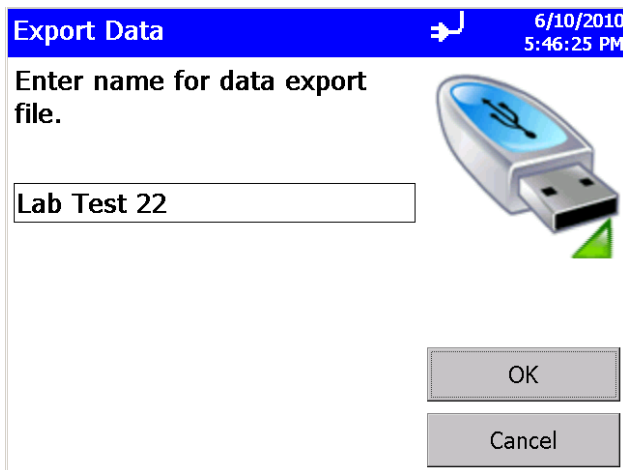 Export Data
6/10/2010
5:46:25 PM
Enter name for data export
file.
Lab Test 22
OK
Cancel